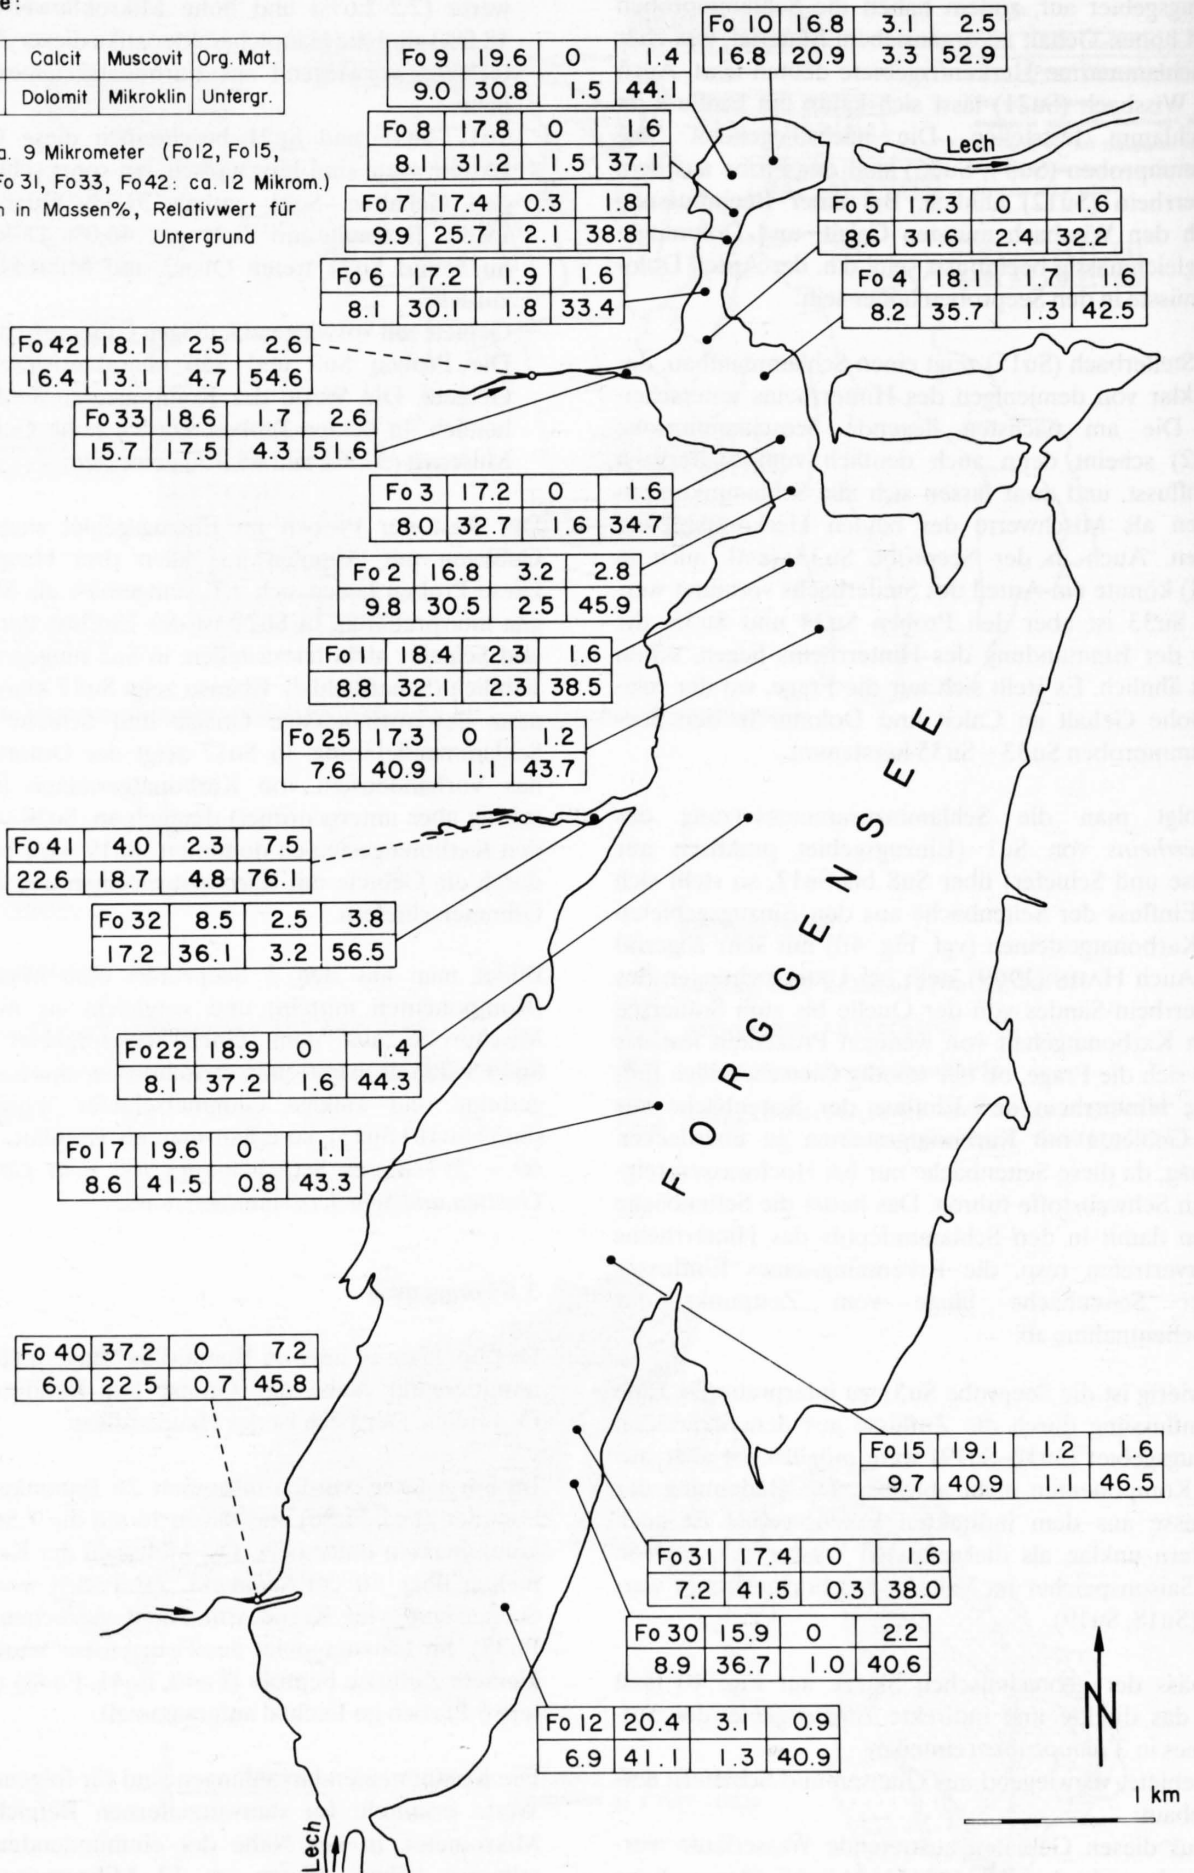 Calcit Muscovit Org. Mat.
Dolomit Mikroklin Untergr.
a. 9 Mikrometer (Fo12, Fo15,
Fo31, Fo33, Fo42: ca. 12 Mikrom.)
n in Massen%, Relativwer für
Untergrund
Fo 10 16.8 3.1 2.5
18.8 20.9 3.3 52.9
Fo 9 19.6 0 1.4
9.0 30.8 1.5 44.1
Fo 8 17.8 0 1.6
8.1 31.2 1.5 37.1
Fo 7 17.4 0.3 1.8
9.9 25.7 2.1 38.8
Fo 6 17.2 1.9 1.6
8.1 30.1 1.8 33.4
Lech
Fo 5 17.3 0 1.6
8.6 31.6 2.4 32.2
Fo 4 18.1 1.7 1.8
8.2 35.7 1.3 42.5
Fo 42 18.1 2.5 2.6
16.4 13.1 4.7 54.6
Fo 33 18.6 1.7 2.6
15.7 17.5 4.3 51.6
Fo 3 17.2 0 1.6
8.0 32.7 1.6 34.7
Fo 2 16.8 3.2 2.8
9.8 30.5 2.5 45.9
Fo 1 18.4 2.3 1.6
8.8 32.1 2.3 38.5
Fo 25 17.3 0 1.2
7.6 40.9 1.1 43.7
Fo 41 4.0 2.3 7.5
22.6 18.7 4.8 76.1
Fo 32 8.5 2.5 3.8
17.2 36.1 3.2 56.5
FORGGENSEE
Fo 22 18.9 0 1.4
8.1 37.2 1.6 44.3
Fo 17 19.6 0 1.1
8.6 41.5 0.8 43.3
Fo 40 37.2 0 7.2
6.0 22.5 0.7 45.8
Fo 15 19.1 1.2 1.6
9.7 40.9 1.1 46.5
Fo 31 17.4 0 1.6
7.2 41.5 0.3 38.0
Fo 30 15.9 0 2.2
8.9 36.7 1.0 40.6
Fo 12 20.4 3.1 0.9
6.9 41.1 1.3 40.9
N
1 km
Lech